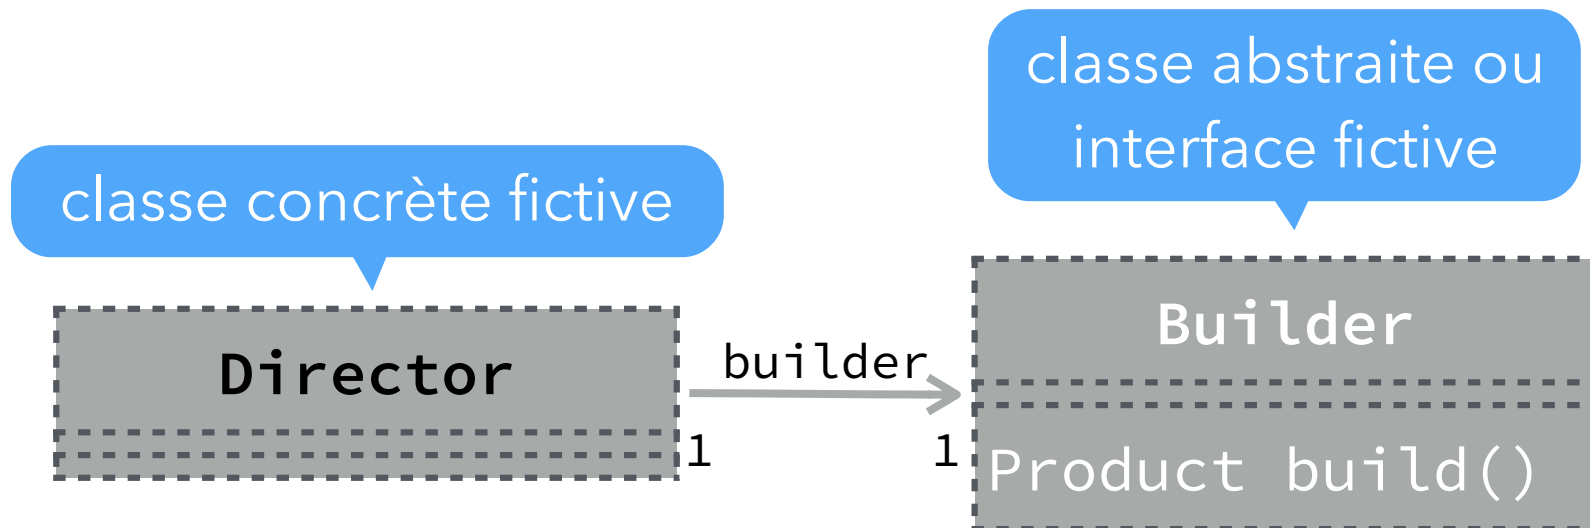 classe abstraite ou
interface fictive
classe concrète fictive
Director
builder
1
1
Builder
Product build()